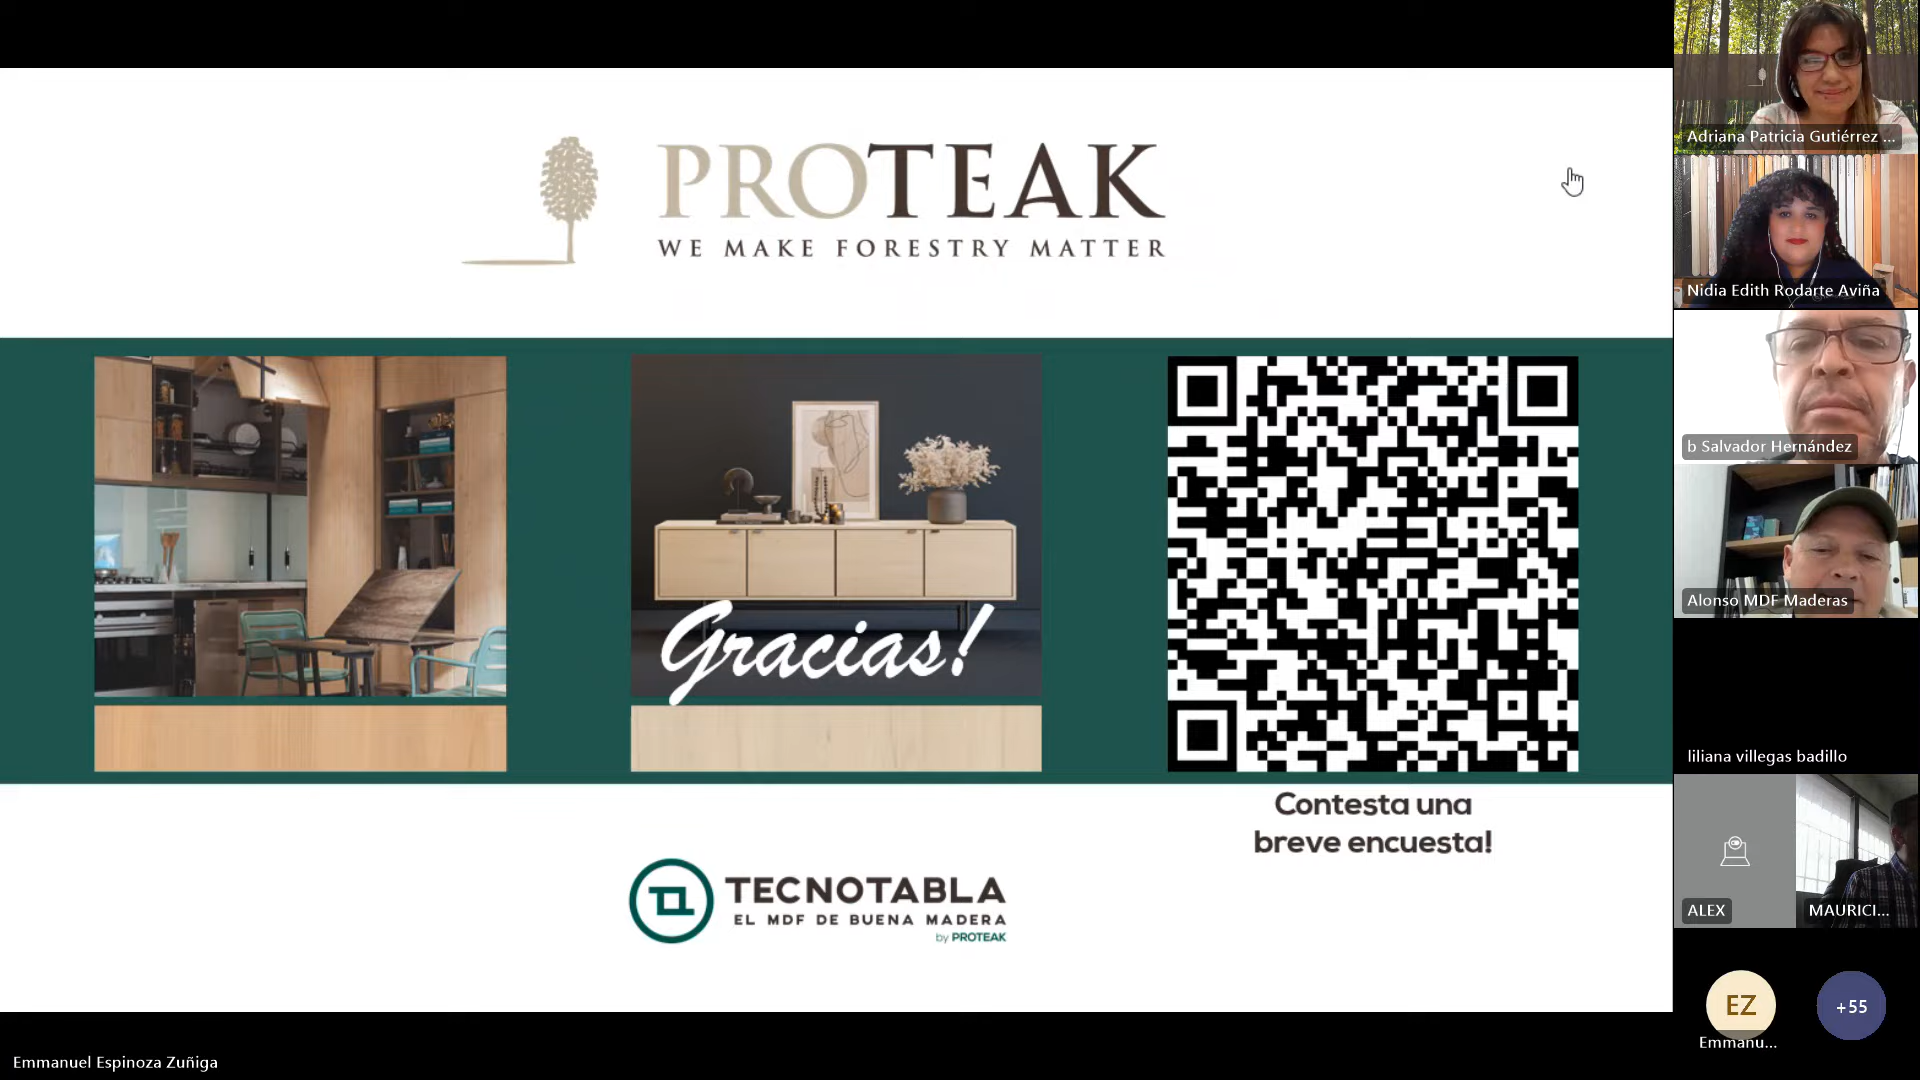 PROTEAK
WE MAKE FORESTRY MATTER
Gracias!
Contesta una
breve encuesta!
TECNOTABLA
EL MDF DE BUENA MADERA
by PROTEAK
Adriana Patricia Gutiérrez ...
Nidia Edith Rodarte Aviña
b Salvador Hernández
Alonso MDF Maderas
liliana villegas badillo
ALEX
MAURICI...
EZ
+55
Emmanu...
Emmanuel Espinoza Zuñiga